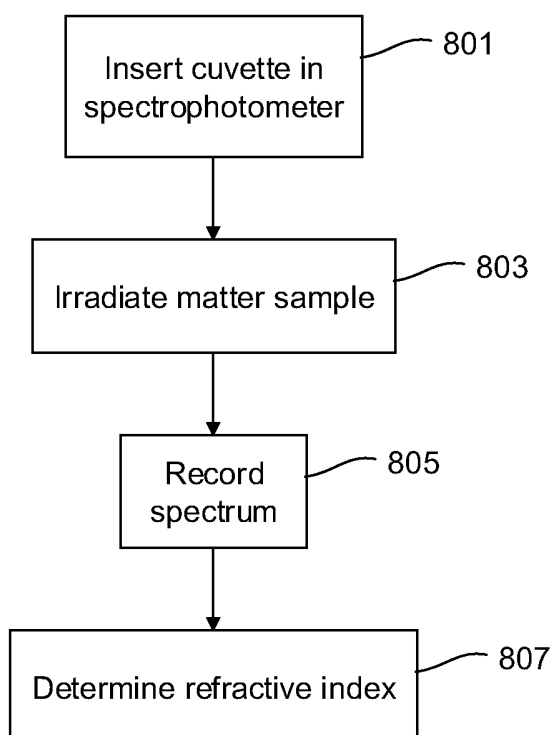 Insert cuvette in
spectrophotometer
801
Irradiate matter sample
803
Record
spectrum
805
Determine refractive index
807